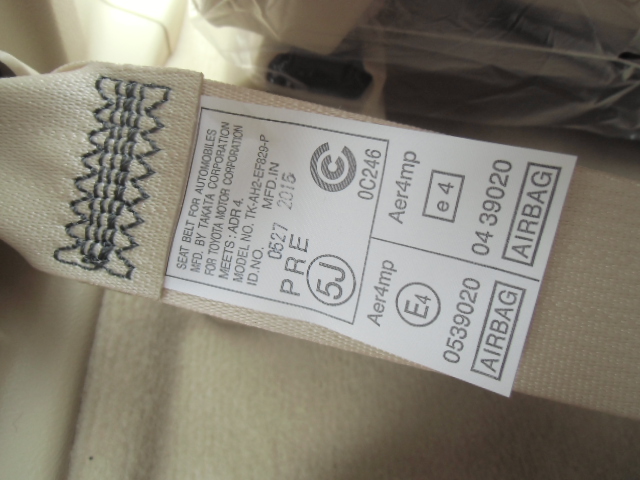 SEAT BELT FOR AUTOMOBILES
MFD. BY TAKATA CORPORATION
FOR TOYOTA MOTOR CORPORATION
MEETS : ADR 4.
MODEL NO. TK-AH2-EF829-P
ID.NO. MFD.IN
0527 2015
PRE
5J
C
0C246
Aer4mp
e4
04 39020
AIRBAG
Aer4mp
E4
0539020
AIRBAG